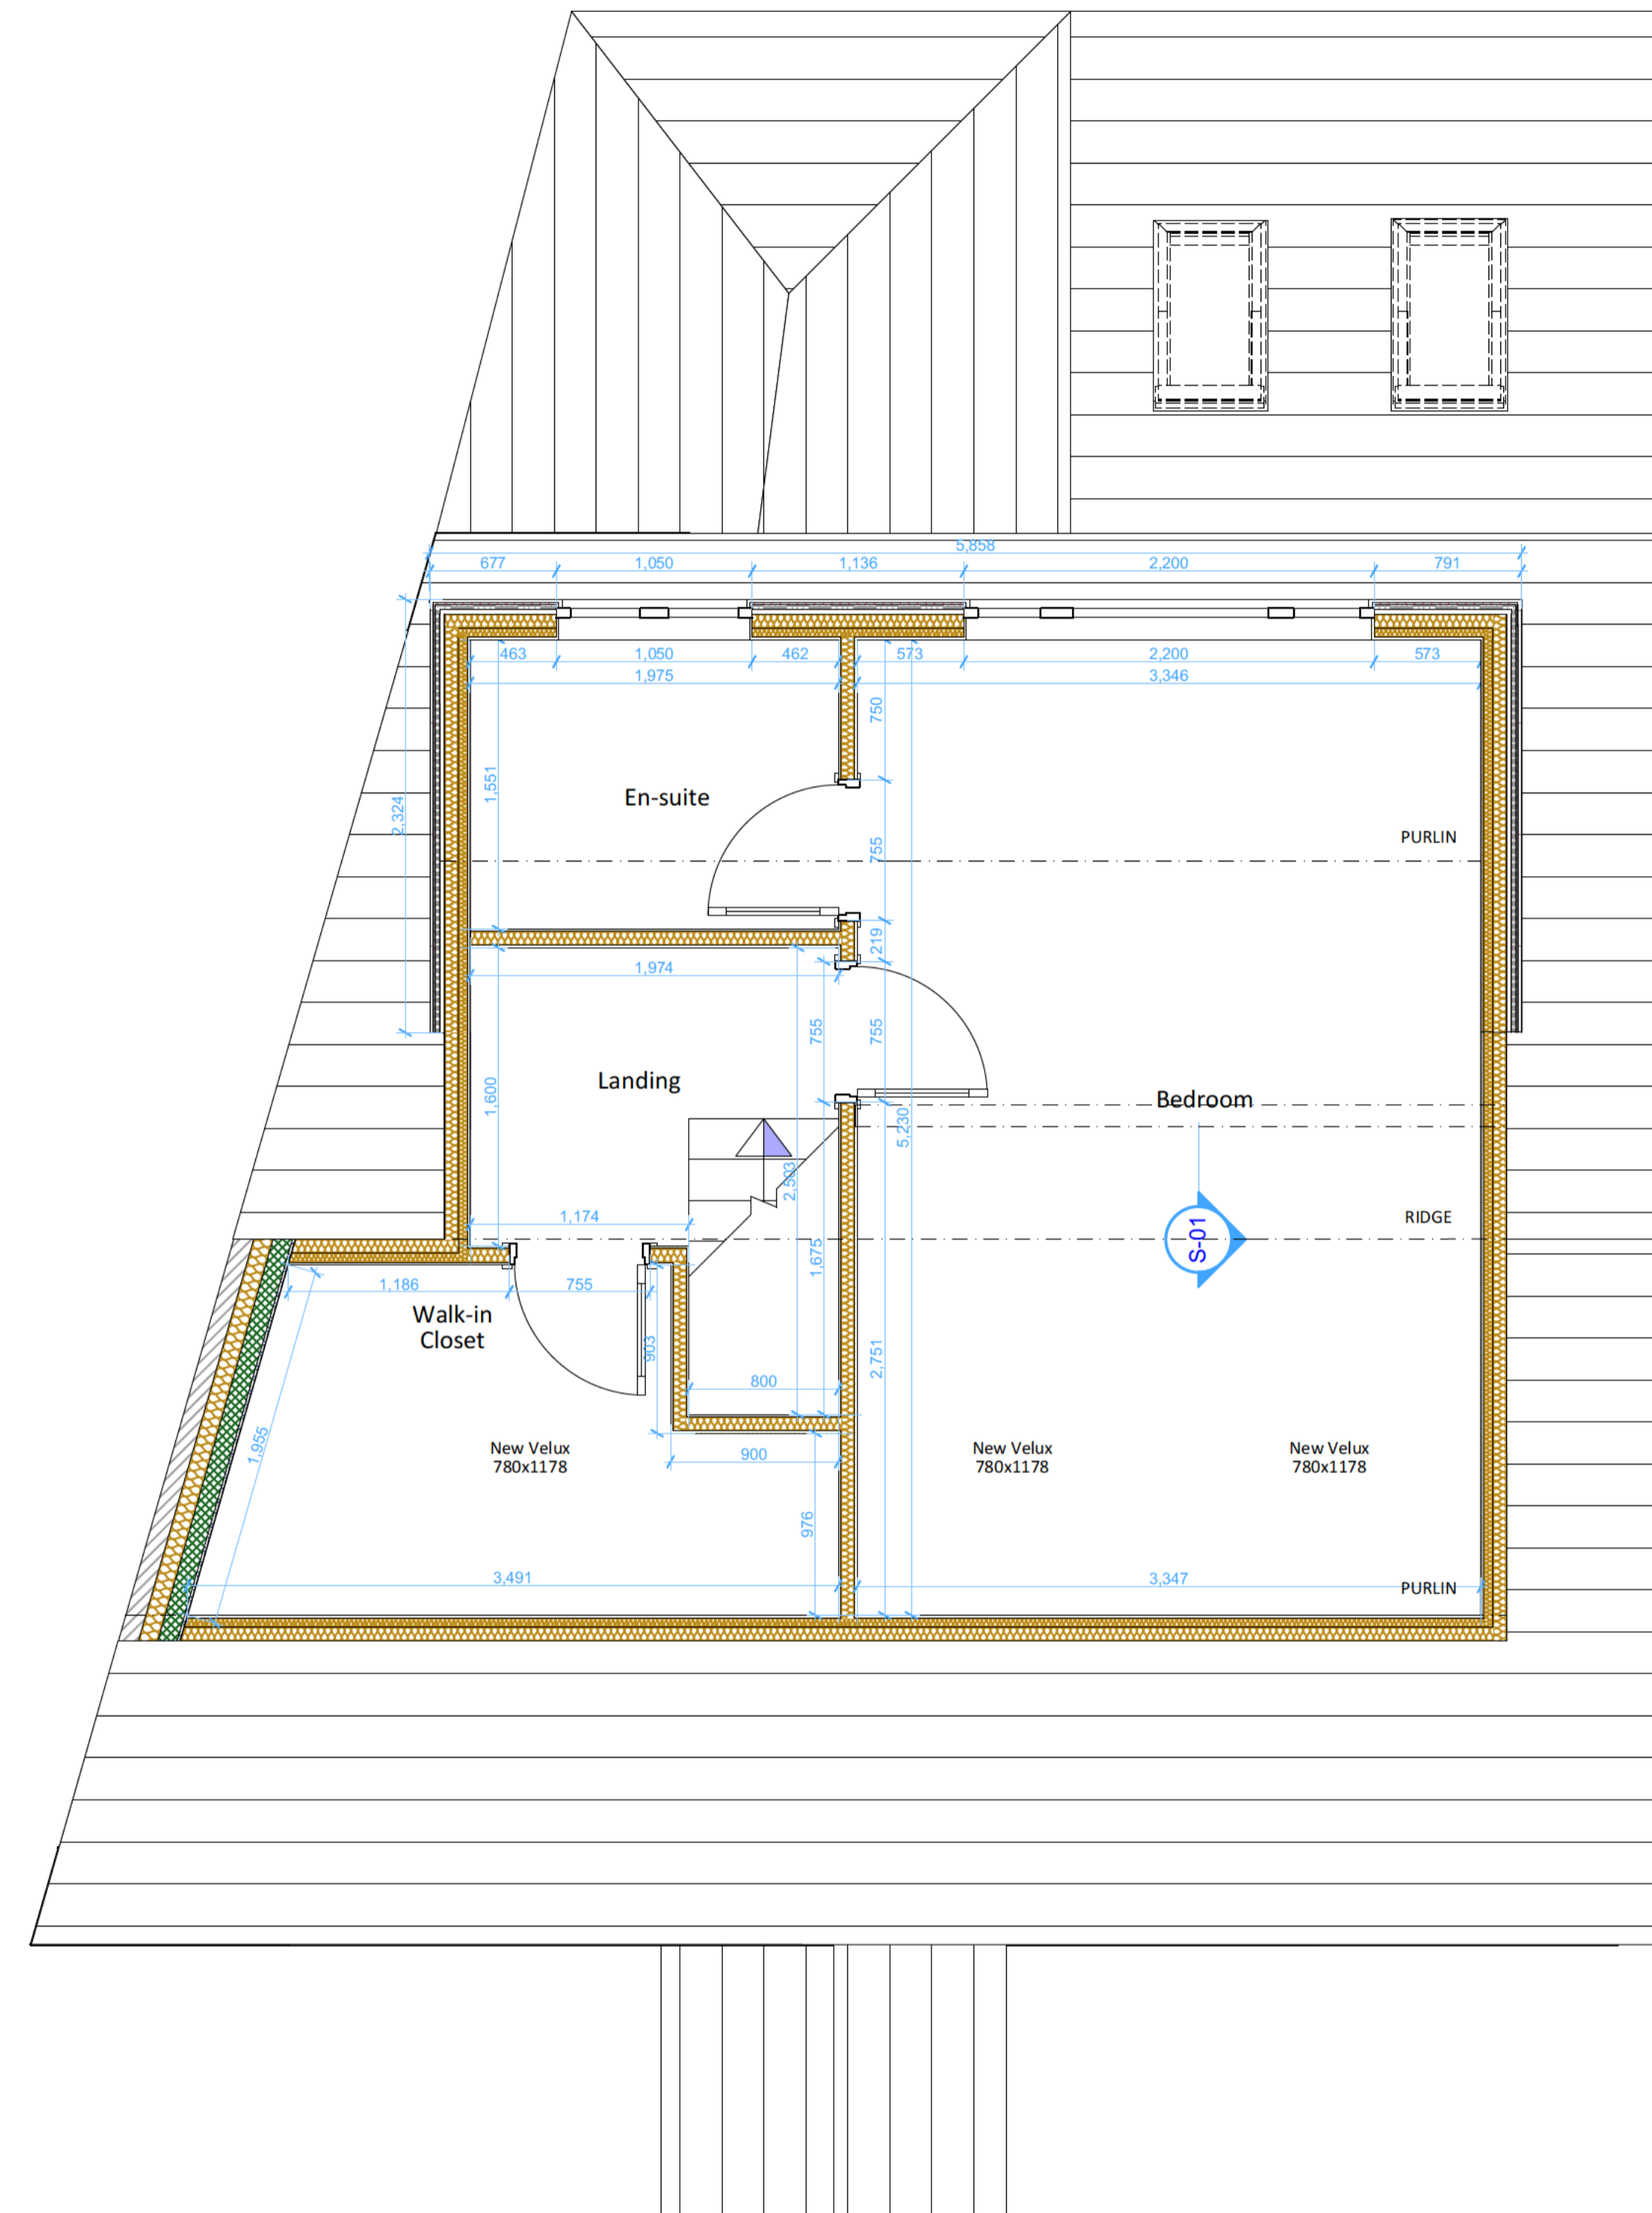 5,858
677
1,050
1,136
2,200
791
463
1,050
462
573
2,200
573
1,975
3,346
750
1,551
En-suite
2,324
PURLIN
755
219
1,974
755
755
Landing
1,600
Bedroom
5,230
2,503
1,174
RIDGE
S-01
1,675
1,186
755
Walk-in
Closet
903
2,751
800
1,955
New Velux
780x1178
New Velux
780x1178
New Velux
780x1178
900
976
3,491
3,347
PURLIN